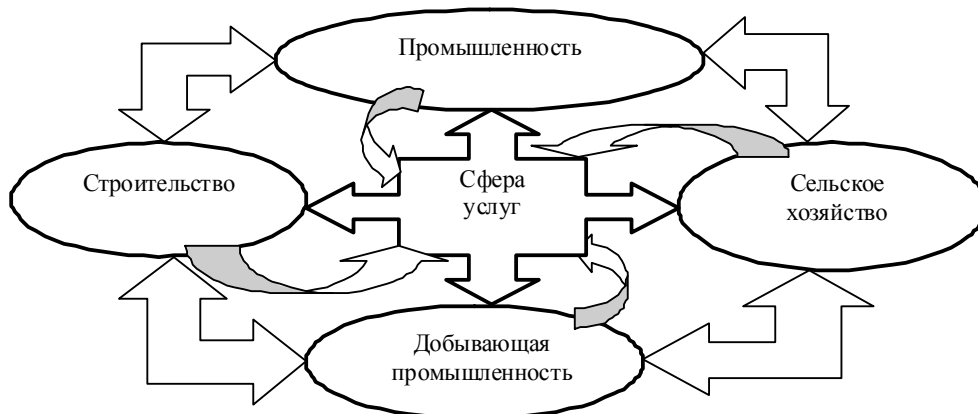 Промышленность
Строительство
Сфера
услуг
Сельское
хозяйство
Добывающая
промышленность